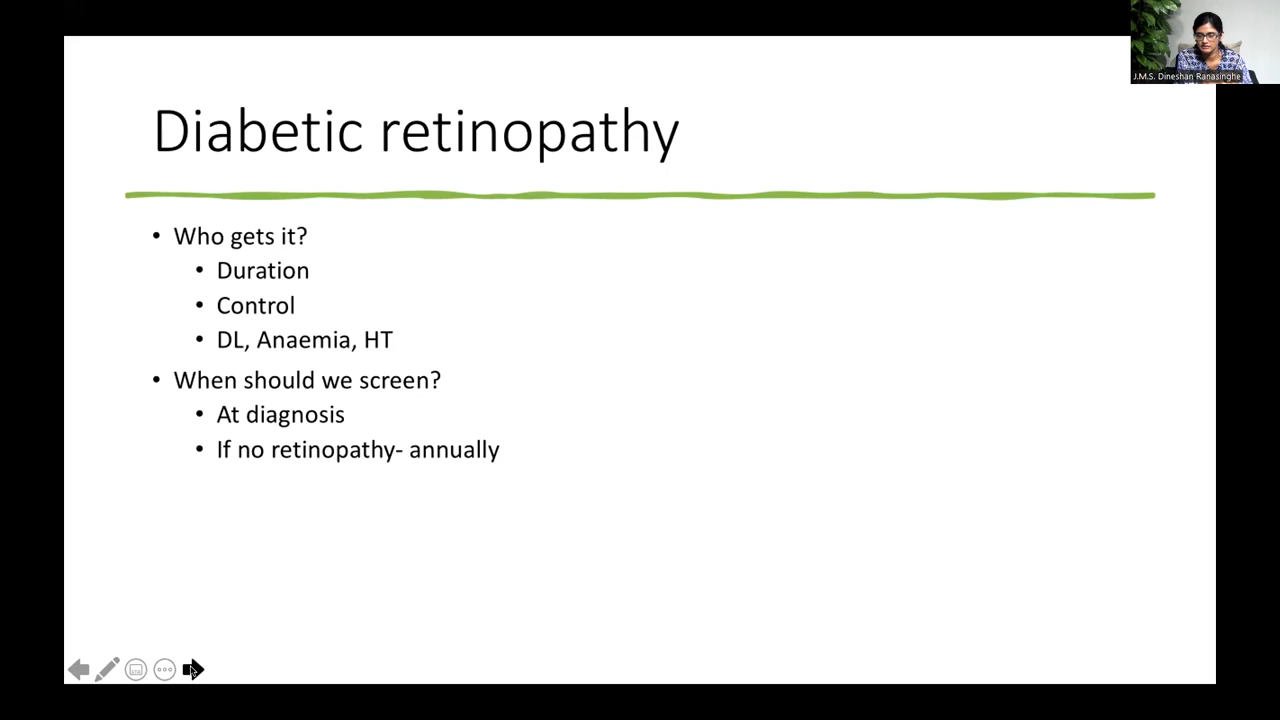 J.M.S. Dineshan Ranasinghe
Diabetic retinopathy
• Who gets it?
• Duration
• Control
• DL, Anaemia, HT
• When should we screen?
• At diagnosis
• If no retinopathy- annually